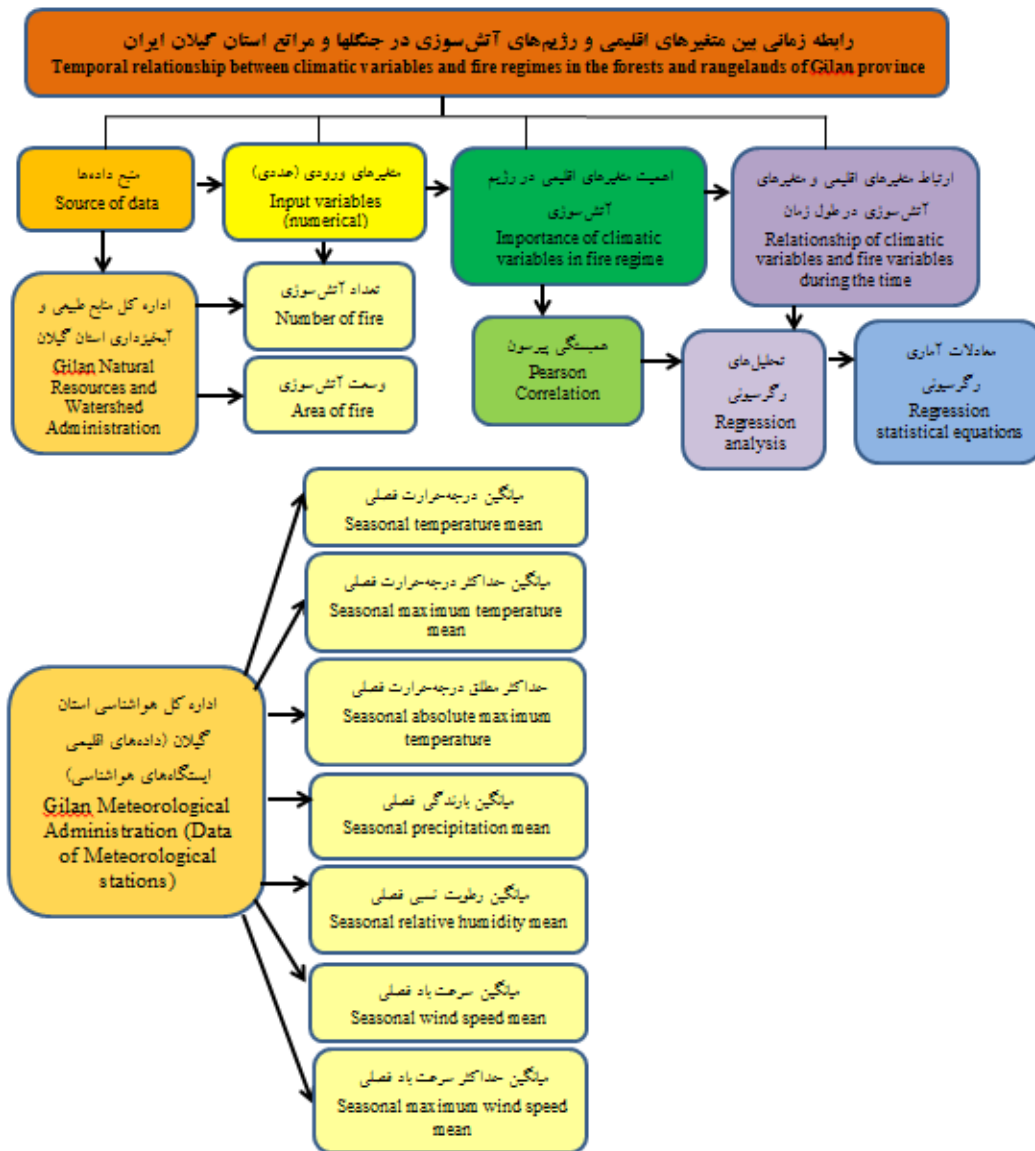 رابطه زمانی بین متغیرهای اقلیمی و رژیم‌های آتش‌سوزی در جنگلها و مراتع استان گیلان ایران
Temporal relationship between climatic variables and fire regimes in the forests and rangelands of Gilan province
منبع داده‌ها
Source of data
متغیرهای ورودی (عددی)
Input variables
(numerical)
اهمیت متغیرهای اقلیمی در رژیم
آتش‌سوزی
Importance of climatic
variables in fire regime
ارتباط متغیرهای اقلیمی و متغیرهای
آتش‌سوزی در طول زمان
Relationship of climatic
variables and fire variables
during the time
اداره کل منابع طبیعی و
آبخیزداری استان گیلان
Gilan Natural
Resources and
Watershed
Administration
تعداد آتش‌سوزی
Number of fire
وسعت آتش‌سوزی
Area of fire
همبستگی پیرسون
Pearson
Correlation
تحلیل‌های
رگرسیونی
Regression
analysis
معادلات آماری
رگرسیونی
Regression
statistical equations
میانگین درجه‌حرارت فصلی
Seasonal temperature mean
میانگین حداکثر درجه‌حرارت فصلی
Seasonal maximum temperature
mean
حداکثر مطلق درجه‌حرارت فصلی
Seasonal absolute maximum
temperature
اداره کل هواشناسی استان
گیلان (داده‌های اقلیمی
ایستگاه‌های هواشناسی)
Gilan Meteorological
Administration (Data
of Meteorological
stations)
میانگین بارندگی فصلی
Seasonal precipitation mean
میانگین رطوبت نسبی فصلی
Seasonal relative humidity mean
میانگین سرعت باد فصلی
Seasonal wind speed mean
میانگین حداکثر سرعت باد فصلی
Seasonal maximum wind speed
mean